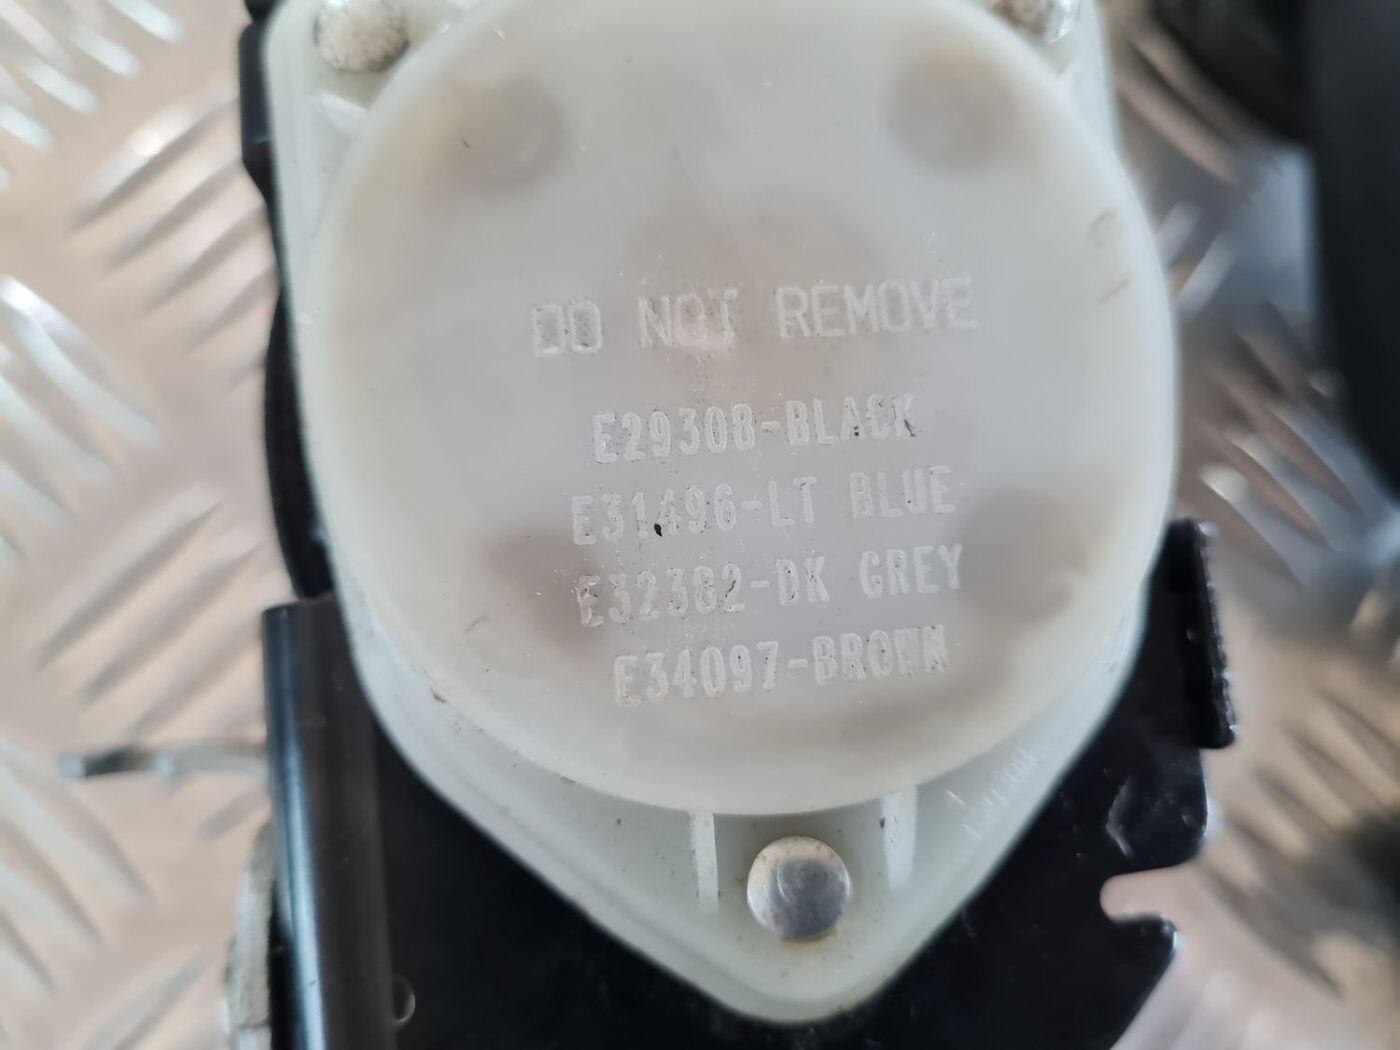 DO NOT REMOVE
E29308-BLACK
E31496-LT BLUE
E32382-DK GREY
E34097-BROWN